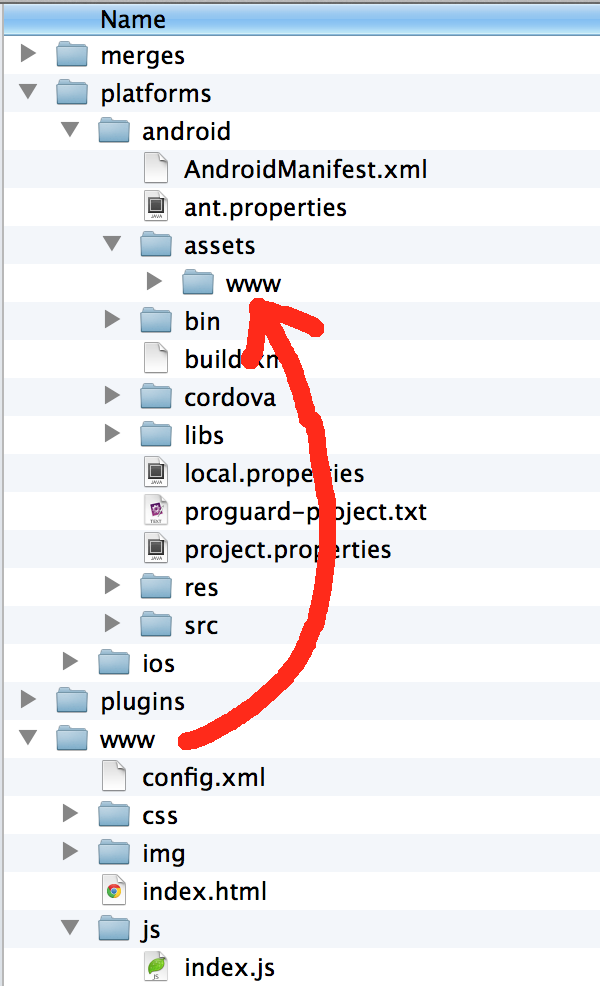 Name
merges
platforms
android
AndroidManifest.xml
JAVA
ant.properties
assets
www
bin
build.xm
cordova
libs
JAVA
local.properties
TEXT
proguard-project.txt
JAVA
project.properties
res
src
ios
plugins
www
config.xml
css
img
index.html
js
JS
index.js